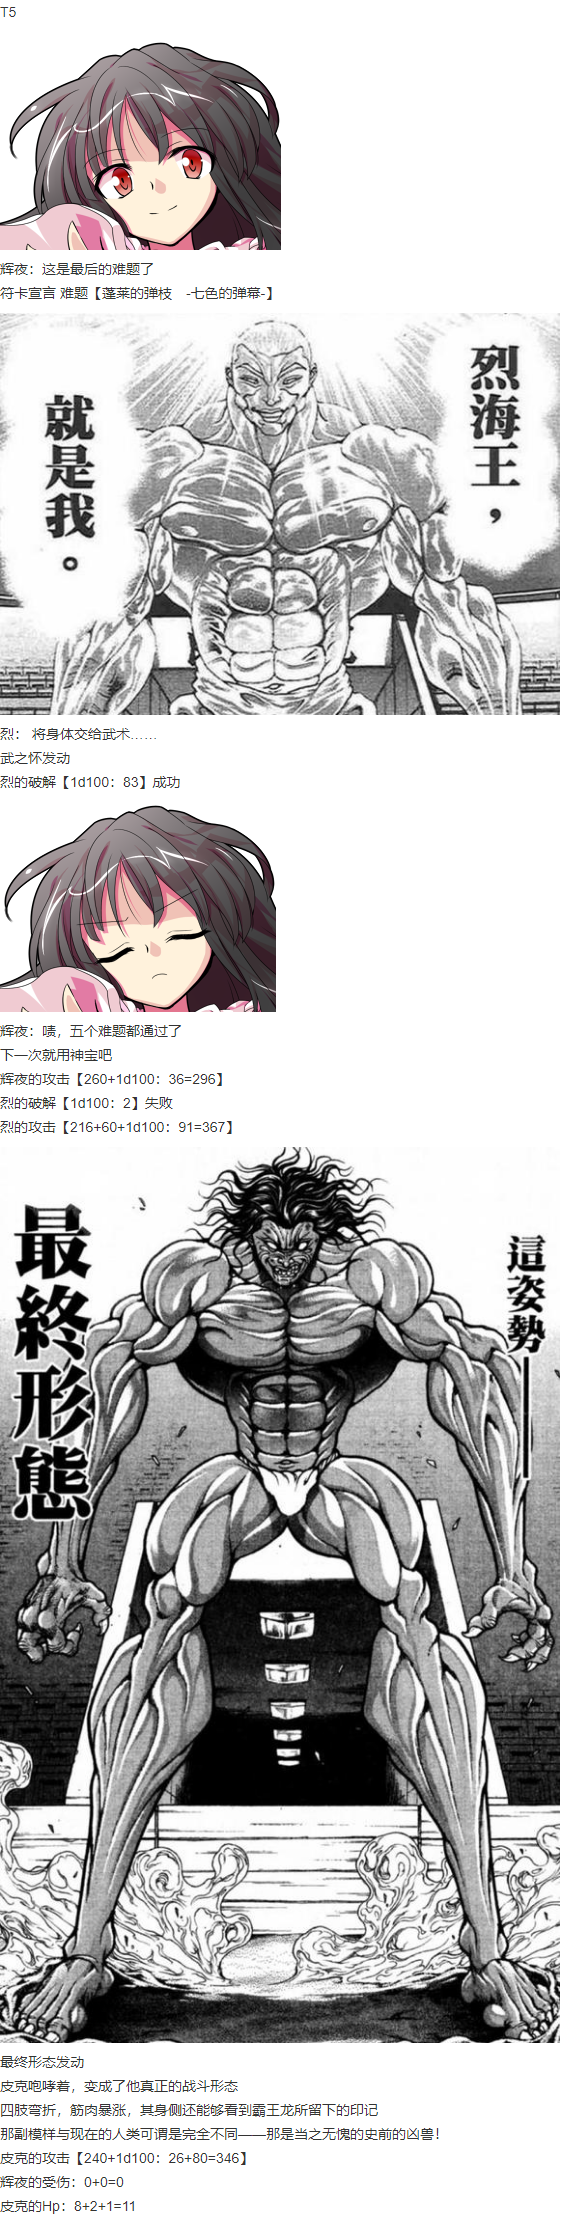 T5
辉夜：这是最后的难题了
符卡宣言 难题【蓬莱的弹枝　-七色的弹幕-】
烈海王，
就是我。
烈： 将身体交给武术……
武之怀发动
烈的破解【1d100：83】成功
辉夜：啧，五个难题都通过了
下一次就用神宝吧
辉夜的攻击【260+1d100：36=296】
烈的破解【1d100：2】失败
烈的攻击【216+60+1d100：91=367】
這姿勢——
最終形態
最终形态发动
皮克咆哮着，变成了他真正的战斗形态
四肢弯折，筋肉暴涨，其身侧还能够看到霸王龙所留下的印记
那副模样与现在的人类可谓是完全不同——那是当之无愧的史前的凶兽！
皮克的攻击【240+1d100：26+80=346】
辉夜的受伤：0+0=0
皮克的Hp：8+2+1=11